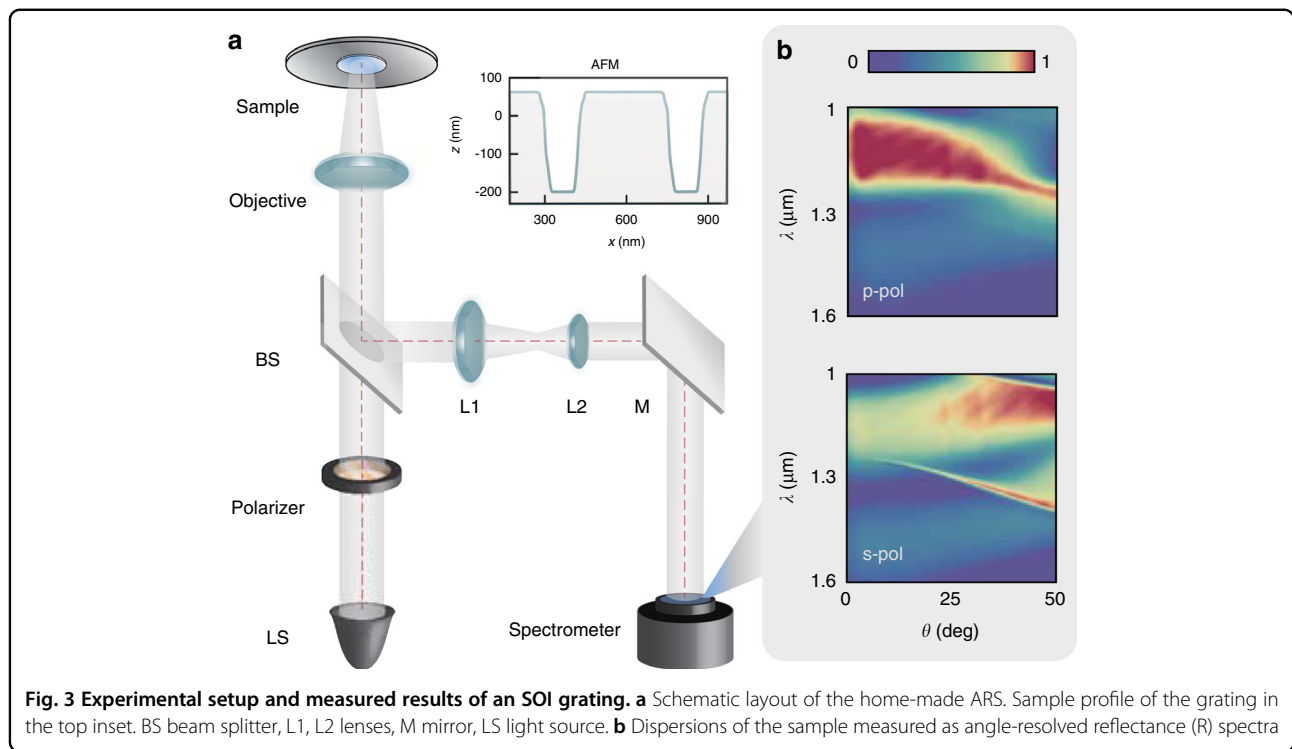 a
Sample
Objective
BS
Polarizer
LS
AFM
100
0
-100
-200
z (nm)
300
600
900
x (nm)
L1
L2
M
Spectrometer
b
0
1
1
1.3
1.6
λ (μm)
p-pol
1
1.3
1.6
λ (μm)
s-pol
0
25
50
θ (deg)
Fig. 3 Experimental setup and measured results of an SOI grating. a Schematic layout of the home-made ARS. Sample profile of the grating in
the top inset. BS beam splitter, L1, L2 lenses, M mirror, LS light source. b Dispersions of the sample measured as angle-resolved reflectance (R) spectra